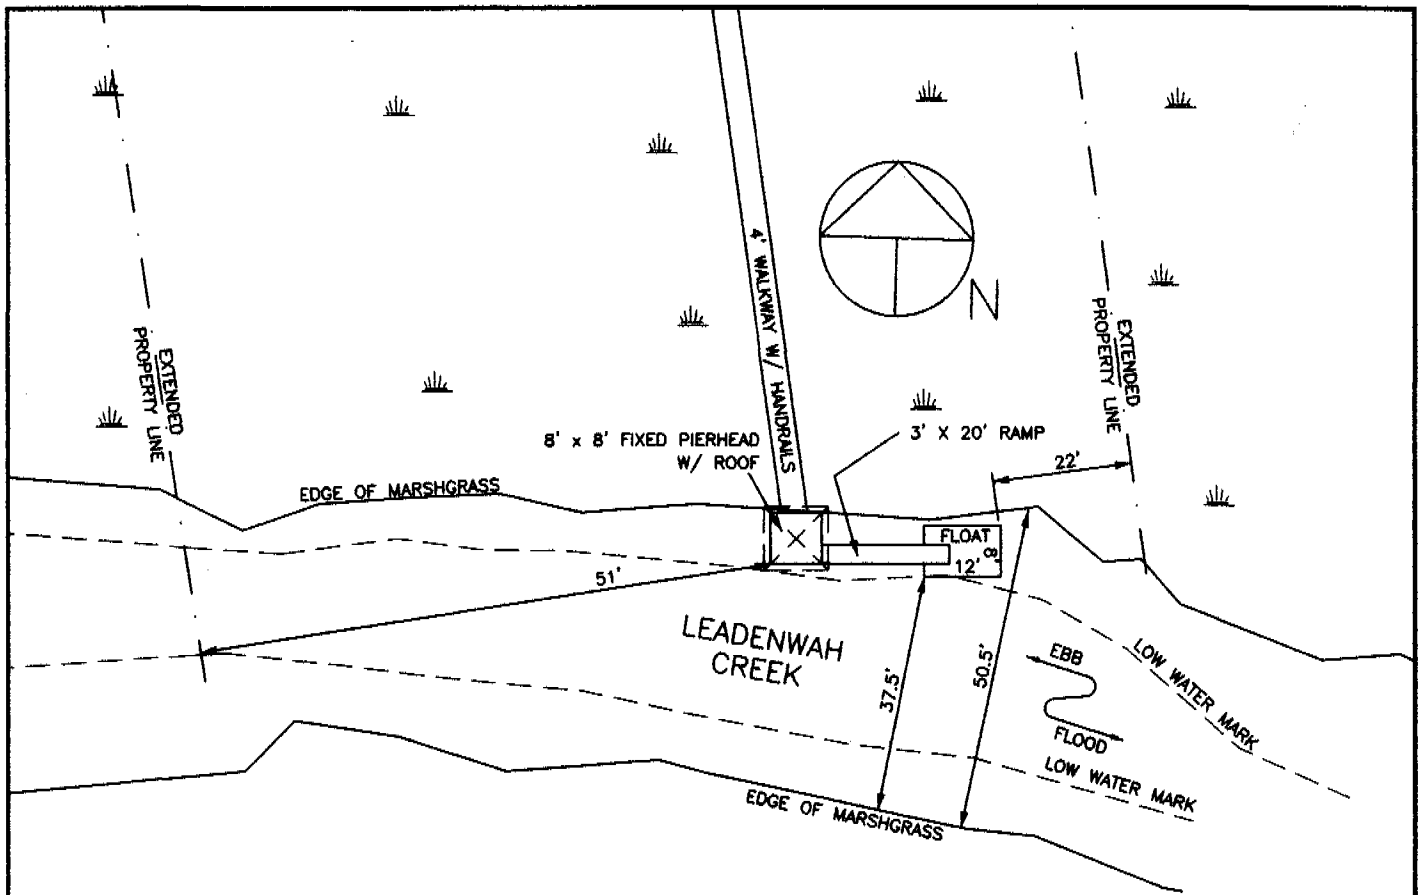 4' WALKWAY W/ HANDRAILS
N
EXTENDED
PROPERTY LINE
EXTENDED
PROPERTY LINE
8' x 8' FIXED PIERHEAD
W/ ROOF
3' X 20' RAMP
22'
EDGE OF MARSHGRASS
FLOAT
8'
12'
51'
LEADENWAH
CREEK
37.5'
50.5'
EBB
FLOOD
LOW WATER MARK
LOW WATER MARK
EDGE OF MARSHGRASS